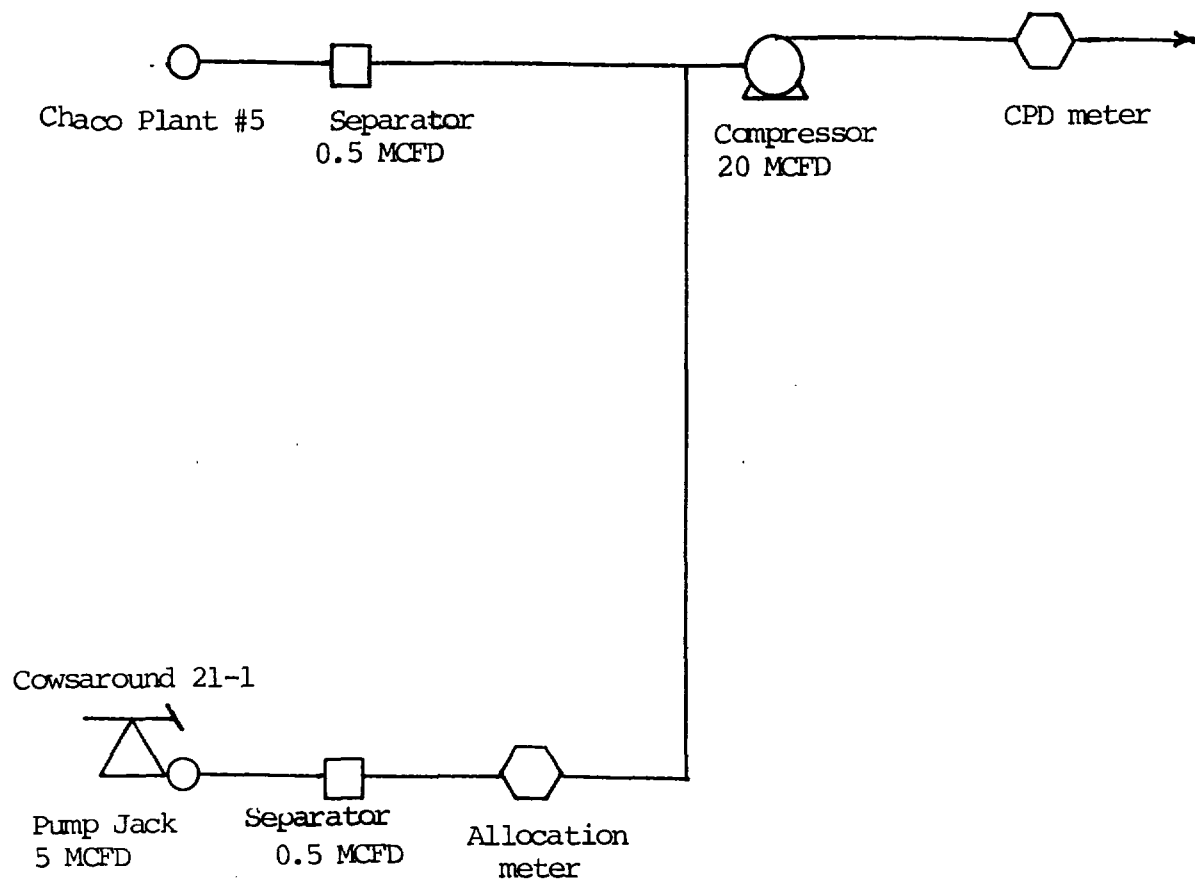 Chaco Plant #5
Separator
0.5 MCFD
Compressor
20 MCFD
CPD meter
Cowsaround 21-1
Pump Jack
5 MCFD
Separator
0.5 MCFD
Allocation
meter